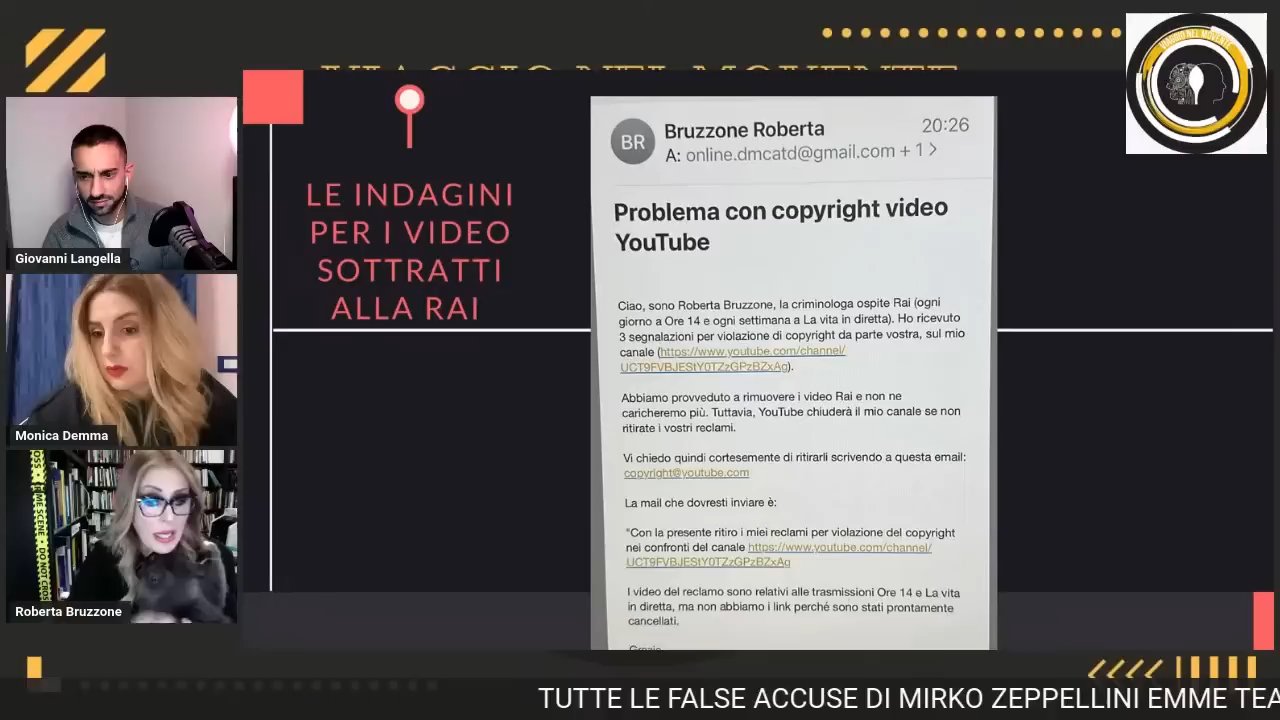 VIAGGIO NEL MOVENTE
VIAGGIO NEL MOVENTE
Giovanni Langella
Monica Demma
Roberta Bruzzone
LE INDAGINI
PER I VIDEO
SOTTRATTI
ALLA RAI
BR
Bruzzone Roberta
20:26
A: online.dmcatd@gmail.com + 1 >
Problema con copyright video
YouTube
Ciao, sono Roberta Bruzzone, la criminologa ospite Rai (ogni
giorno a Ore 14 e ogni settimana a La vita in diretta). Ho ricevuto
3 segnalazioni per violazione di copyright da parte vostra, sul mio
canale (https://www.youtube.com/channel/
UCT9FVBJEStY0TZzGPzBZxAg).
Abbiamo provveduto a rimuovere i video Rai e non ne
caricheremo più. Tuttavia, YouTube chiuderà il mio canale se non
ritirate i vostri reclami.
Vi chiedo quindi cortesemente di ritirarli scrivendo a questa email:
copyright@youtube.com
La mail che dovresti inviare è:
"Con la presente ritiro i miei reclami per violazione del copyright
nei confronti del canale https://www.youtube.com/channel/
UCT9FVBJEStY0TZzGPzBZxAg
I video del reclamo sono relativi alle trasmissioni Ore 14 e La vita
in diretta, ma non abbiamo i link perché sono stati prontamente
cancellati.
TUTTE LE FALSE ACCUSE DI MIRKO ZEPPELLINI EMME TEA